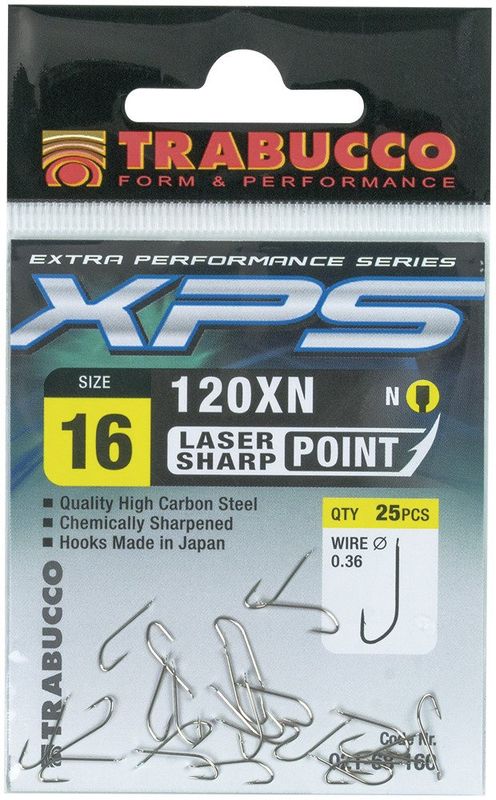 TRABUCCO
FORM & PERFORMANCE
EXTRA PERFORMANCE SERIES
XPS
SIZE
16
120XN
N
LASER SHARP POINT
Quality High Carbon Steel
Chemically Sharpened
Hooks Made in Japan
QTY 25PCS
WIRE Ø
0.36
TRABUCCO
Code Nr.